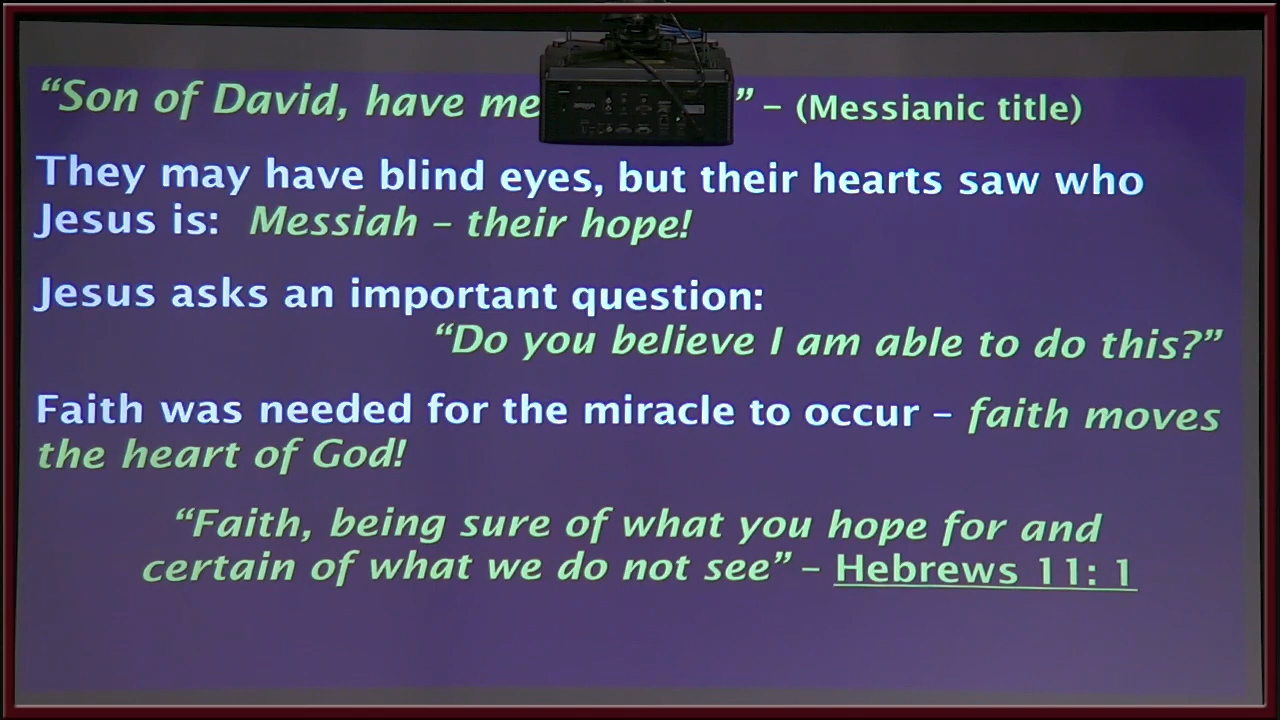 “Son of David, have me ” – (Messianic title)
They may have blind eyes, but their hearts saw who
Jesus is: Messiah – their hope!
Jesus asks an important question:
“Do you believe I am able to do this?”
Faith was needed for the miracle to occur – faith moves
the heart of God!
“Faith, being sure of what you hope for and
certain of what we do not see” – Hebrews 11: 1